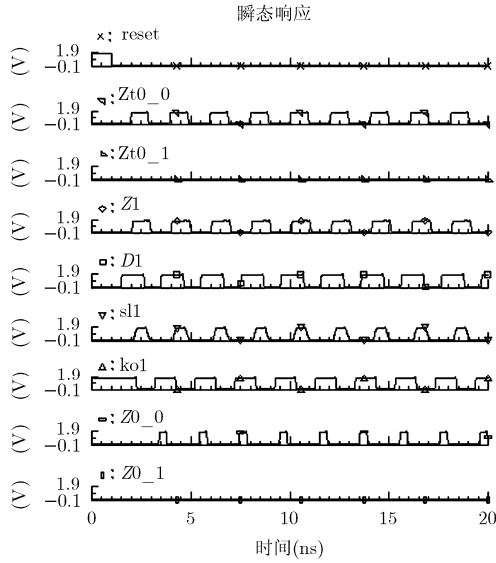 瞬态响应
reset
1.9
-0.1
(V)
Zt0_0
1.9
-0.1
(V)
Zt0_1
1.9
-0.1
(V)
Z1
1.9
-0.1
(V)
D1
1.9
-0.1
(V)
sl1
1.9
-0.1
(V)
ko1
1.9
-0.1
(V)
Z0_0
1.9
-0.1
(V)
Z0_1
1.9
-0.1
(V)
0 5 10 15 20
时间(ns)